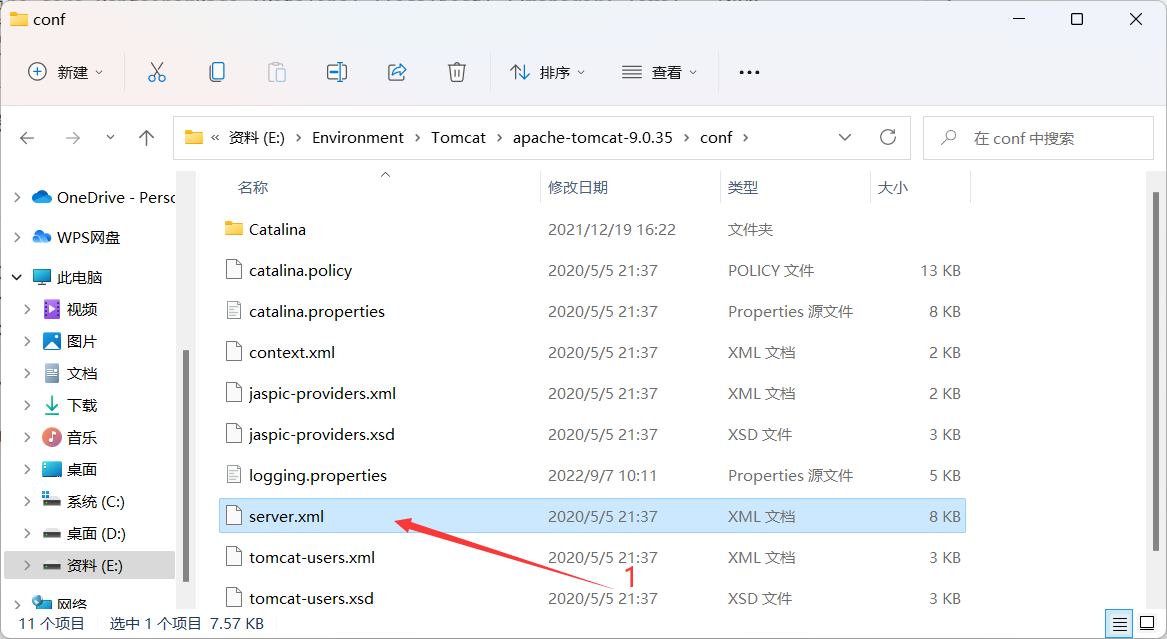 conf
新建 排序 查看
« 资料 (E:) › Environment › Tomcat › apache-tomcat-9.0.35 › conf › 在 conf 中搜索
OneDrive - Perso
WPS网盘
此电脑
视频
图片
文档
下载
音乐
桌面
系统 (C:)
桌面 (D:)
资料 (E:)
网络
名称 修改日期 类型 大小
Catalina 2021/12/19 16:22 文件夹
catalina.policy 2020/5/5 21:37 POLICY 文件 13 KB
catalina.properties 2020/5/5 21:37 Properties 源文件 8 KB
context.xml 2020/5/5 21:37 XML 文档 2 KB
jaspic-providers.xml 2020/5/5 21:37 XML 文档 2 KB
jaspic-providers.xsd 2020/5/5 21:37 XSD 文件 3 KB
logging.properties 2022/9/7 10:11 Properties 源文件 5 KB
server.xml 2020/5/5 21:37 XML 文档 8 KB
tomcat-users.xml 2020/5/5 21:37 XML 文档 3 KB
1
tomcat-users.xsd 2020/5/5 21:37 XSD 文件 3 KB
11 个项目 选中 1 个项目 7.57 KB